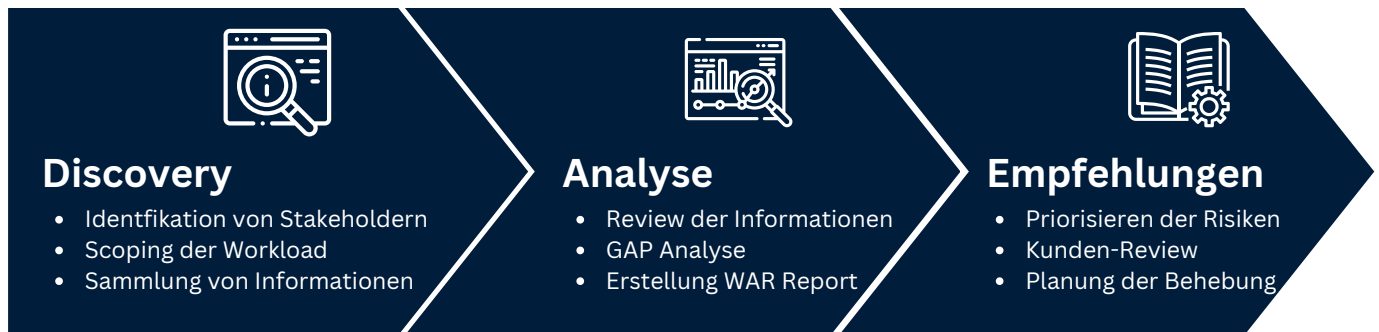 Discovery
• Identfikation von Stakeholdern
• Scoping der Workload
• Sammlung von Informationen
Analyse
• Review der Informationen
• GAP Analyse
• Erstellung WAR Report
Empfehlungen
• Priorisieren der Risiken
• Kunden-Review
• Planung der Behebung